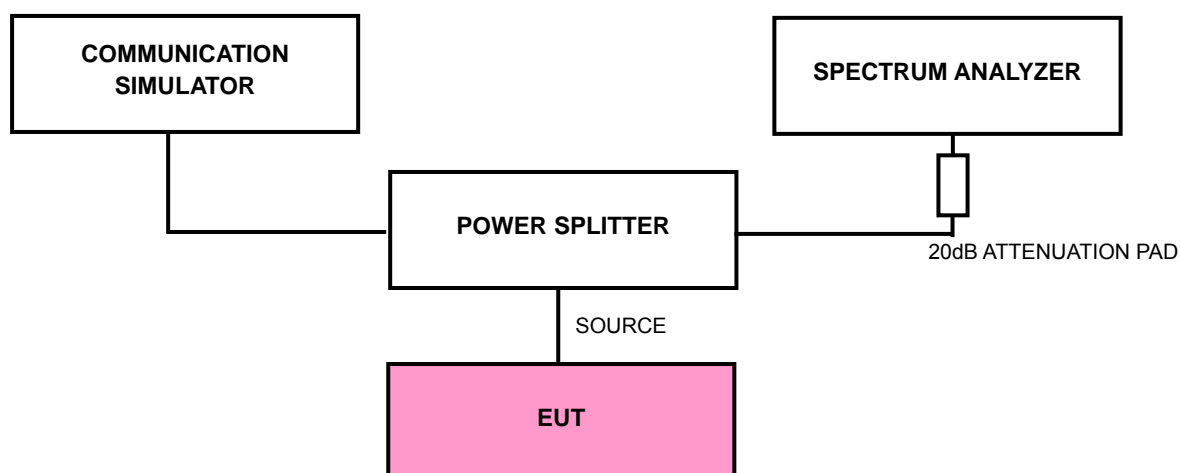 COMMUNICATION
SIMULATOR
SPECTRUM ANALYZER
POWER SPLITTER
20dB ATTENUATION PAD
SOURCE
EUT